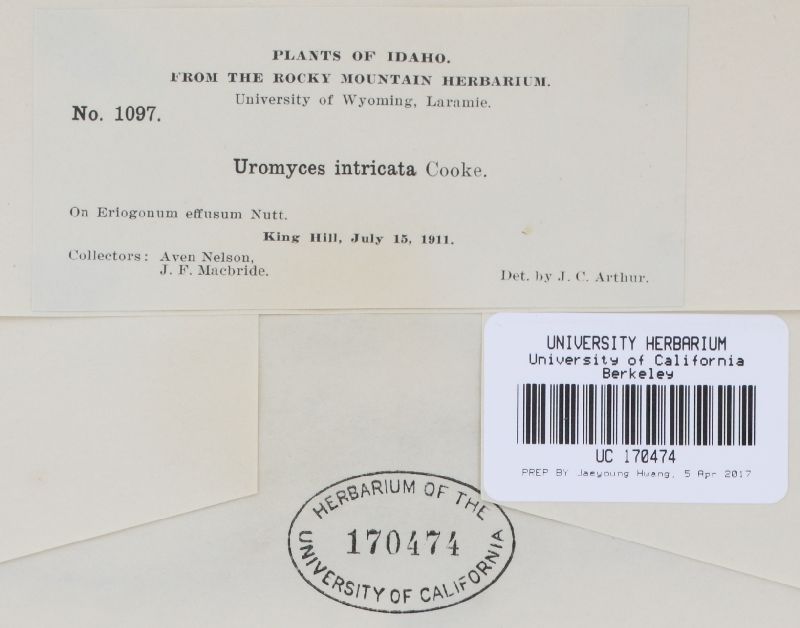 PLANTS OF IDAHO.
FROM THE ROCKY MOUNTAIN HERBARIUM.
University of Wyoming, Laramie.
No. 1097.
Uromyces intricata Cooke.
On Eriogonum effusum Nutt.
King Hill, July 15, 1911.
Collectors: Aven Nelson,
J. F. Macbride.
Det. by J. C. Arthur.
UNIVERSITY HERBARIUM
University of California
Berkeley
UC 170474
PREP BY Jaeyoung Hwang, 5 Apr 2017
HERBARIUM OF THE
170474
UNIVERSITY OF CALIFORNIA